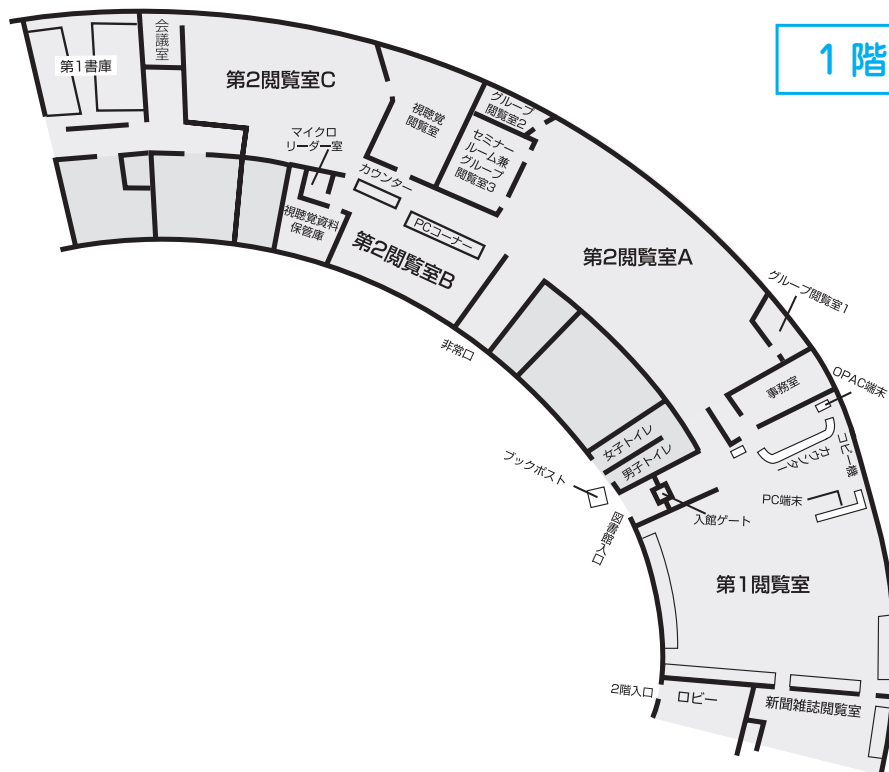 1階
会議室
第1書庫
第2閲覧室C
視聴覚
閲覧室
グループ
閲覧室2
セミナー
ルーム兼
グループ
閲覧室3
マイクロ
リーダー室
カウンター
視聴覚資料
保管庫
PCコーナー
第2閲覧室B
第2閲覧室A
グループ閲覧室1
非常口
事務室
OPAC端末
女子トイレ
男子トイレ
カウンター
コピー機
ブックポスト
PC端末
入館ゲート
図書館入口
第1閲覧室
2階入口
ロビー
新聞雑誌閲覧室